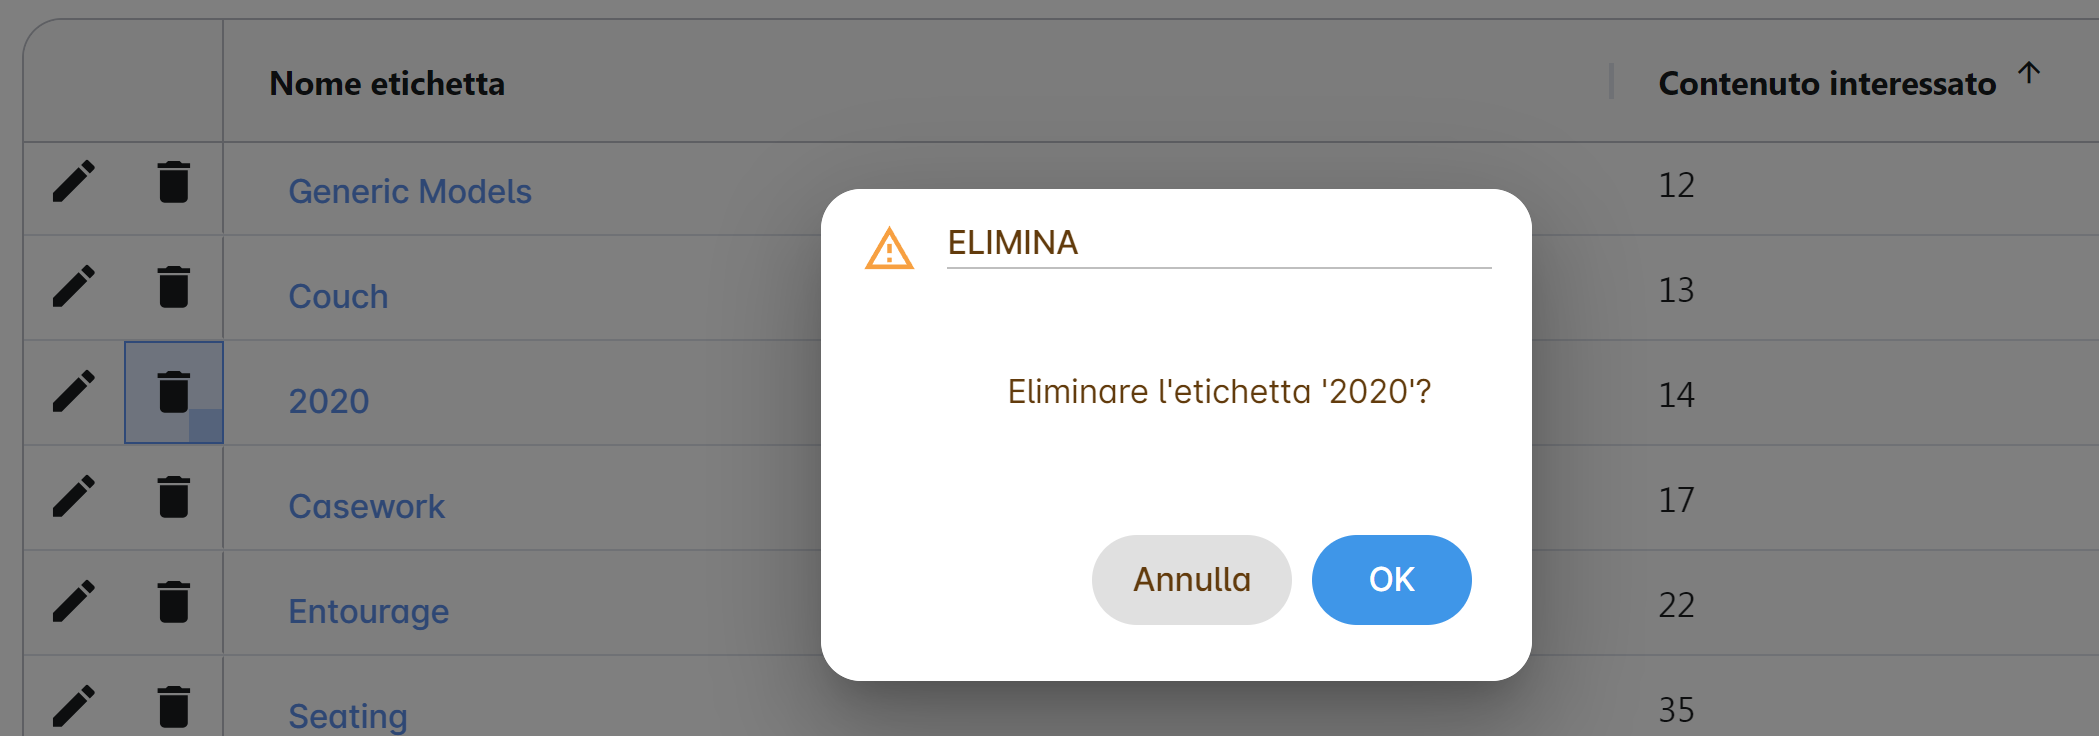 Nome etichetta Contenuto interessato
Generic Models 12
Couch 13
2020 14
Casework 17
Entourage 22
Seating 35
ELIMINA
Eliminare l'etichetta '2020'?
Annulla OK